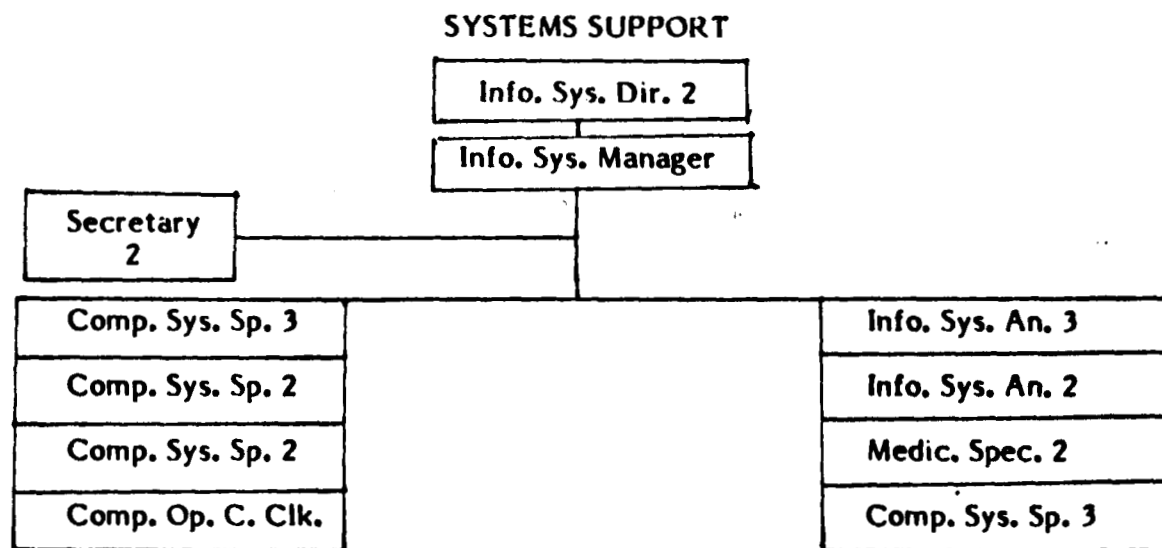 SYSTEMS SUPPORT
Info. Sys. Dir. 2
Info. Sys. Manager
Secretary
2
Comp. Sys. Sp. 3
Comp. Sys. Sp. 2
Comp. Sys. Sp. 2
Comp. Op. C. Clk.
Info. Sys. An. 3
Info. Sys. An. 2
Medic. Spec. 2
Comp. Sys. Sp. 3